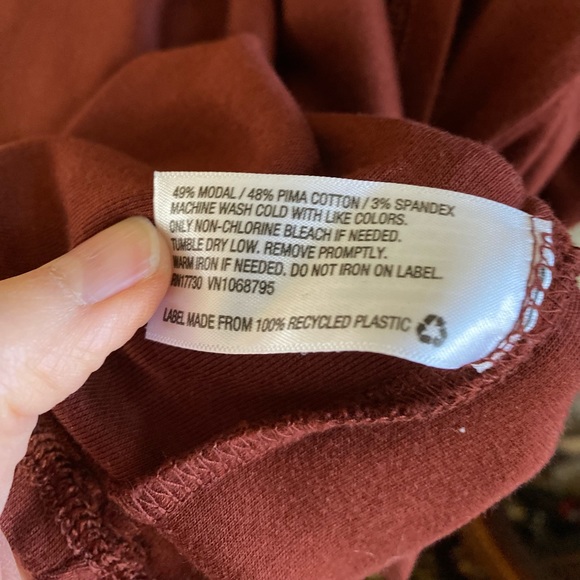 49% MODAL / 48% PIMA COTTON / 3% SPANDEX
MACHINE WASH COLD WITH LIKE COLORS.
ONLY NON-CHLORINE BLEACH IF NEEDED.
TUMBLE DRY LOW. REMOVE PROMPTLY.
WARM IRON IF NEEDED. DO NOT IRON ON LABEL.
RN17730 VN1068795
LABEL MADE FROM 100% RECYCLED PLASTIC